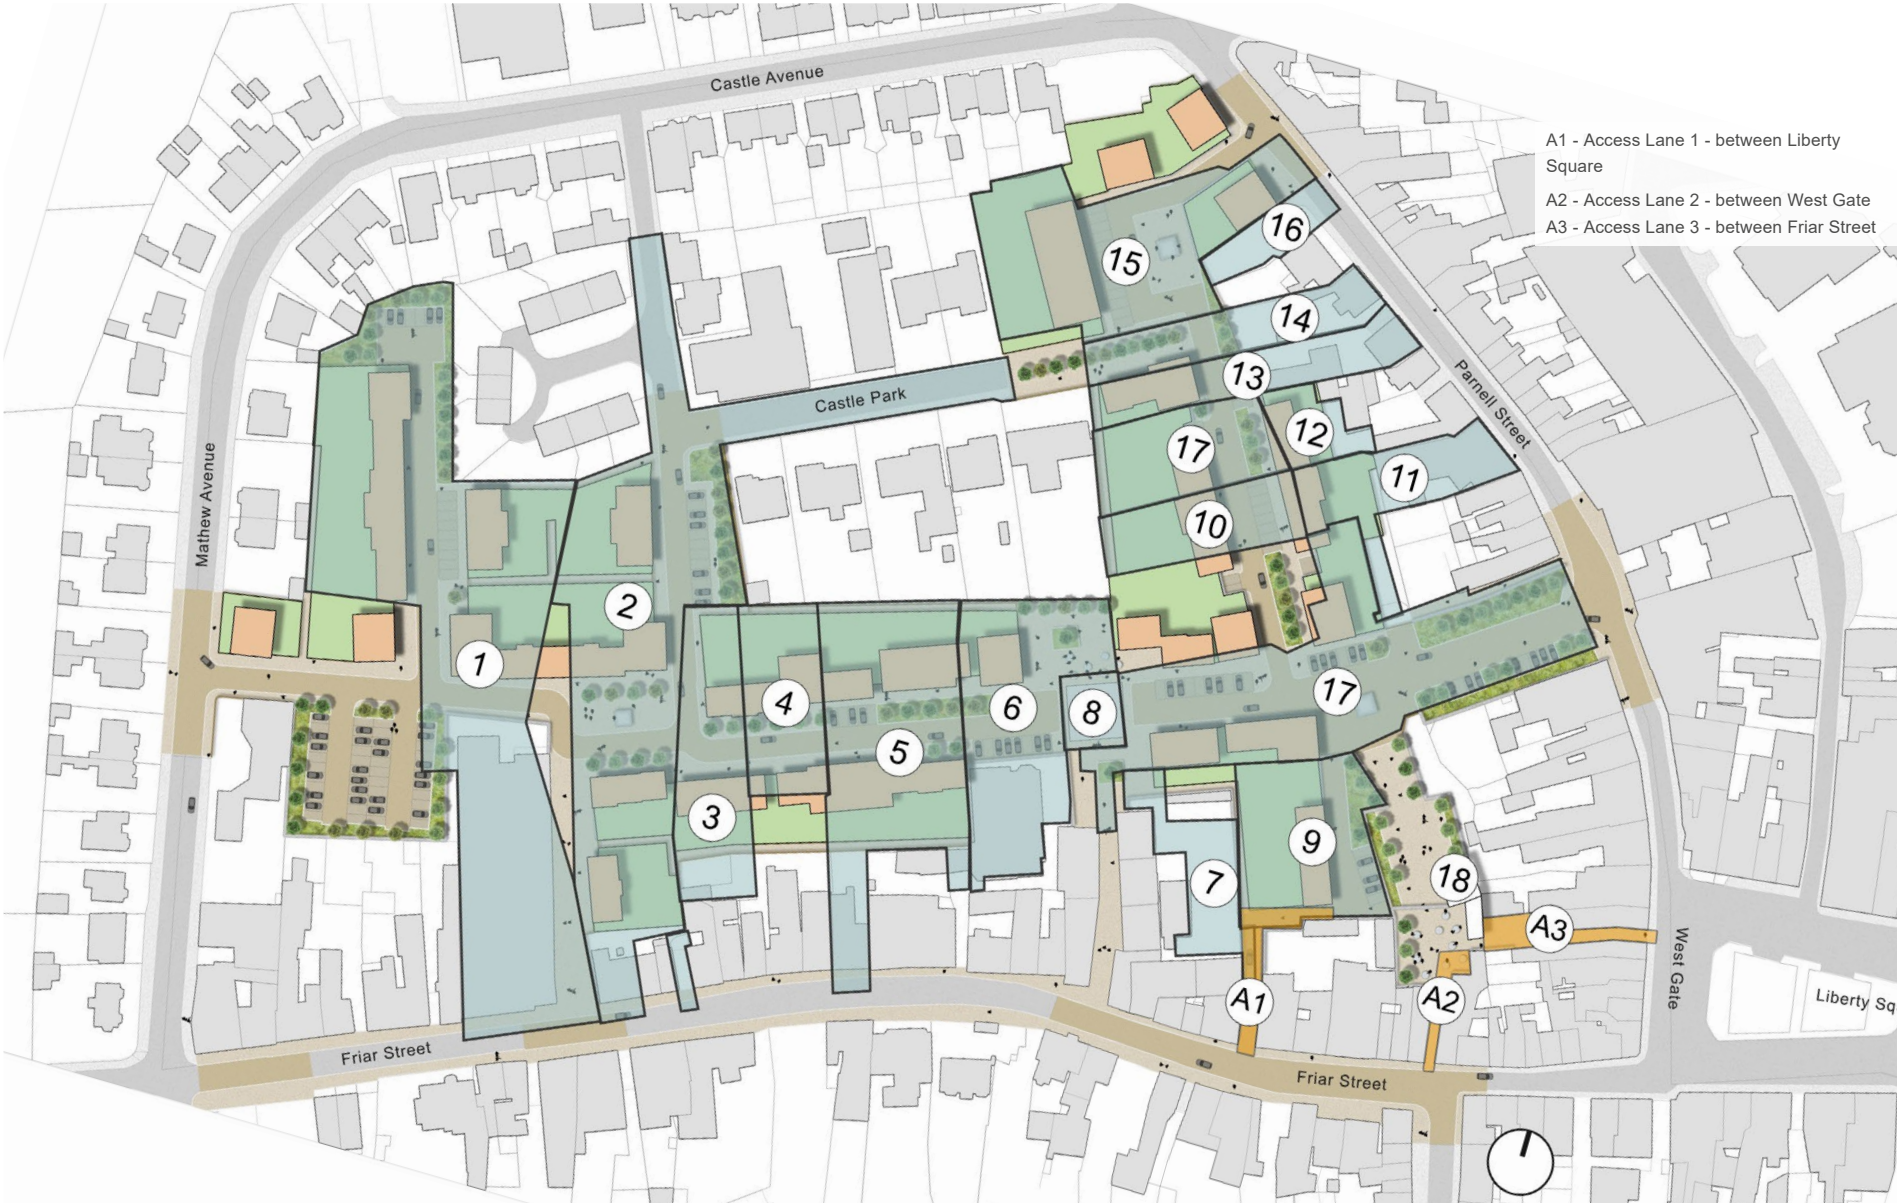 Castle Avenue
A1 - Access Lane 1 - between Liberty
Square
A2 - Access Lane 2 - between West Gate
A3 - Access Lane 3 - between Friar Street
16
15
14
13
Castle Park
Parnell Street
12
17
11
10
Mathew Avenue
2
1
4
6
8
17
5
3
9
7
18
A3
West Gate
A1
A2
Liberty Sq
Friar Street
Friar Street